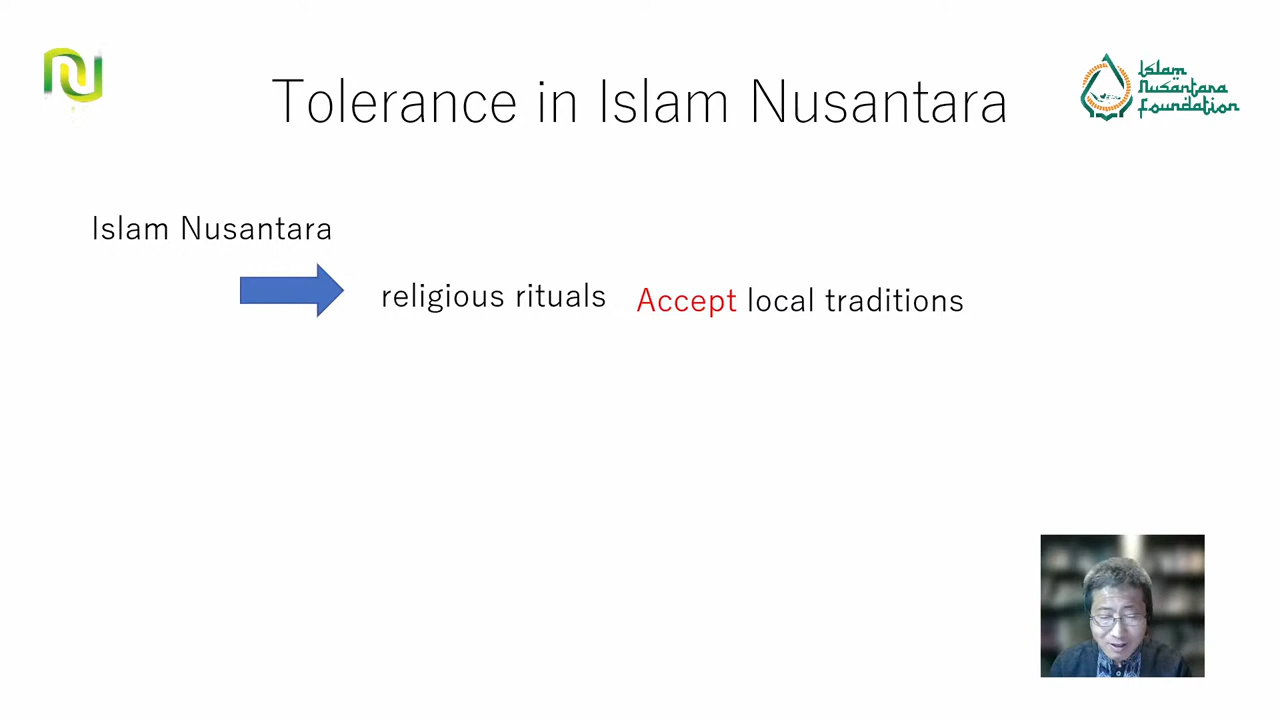 Tolerance in Islam Nusantara
Islam
Nusantara
Foundation
Islam Nusantara
religious rituals
Accept local traditions